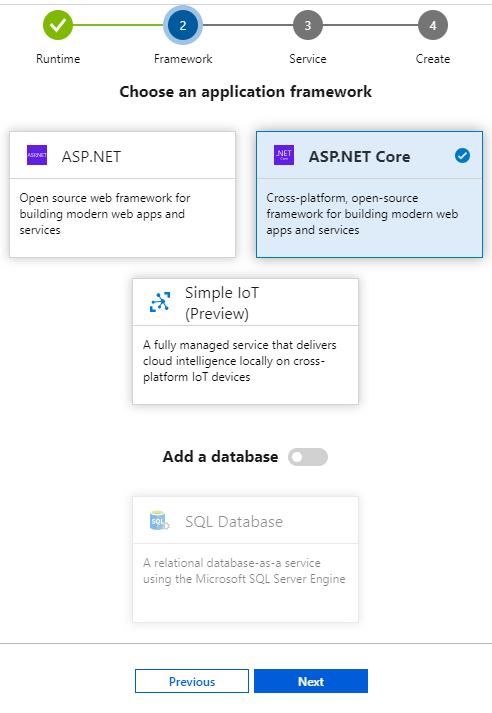 2
3
4
Runtime
Framework
Service
Create
Choose an application framework
ASP.NET
ASP.NET
Open source web framework for
building modern web apps and
services
.NET
Core
ASP.NET Core
Cross-platform, open-source
framework for building modern web
apps and services
Simple IoT
(Preview)
A fully managed service that delivers
cloud intelligence locally on cross-
platform IoT devices
Add a database
SQL
SQL Database
A relational database-as-a service
using the Microsoft SQL Server Engine
Previous
Next